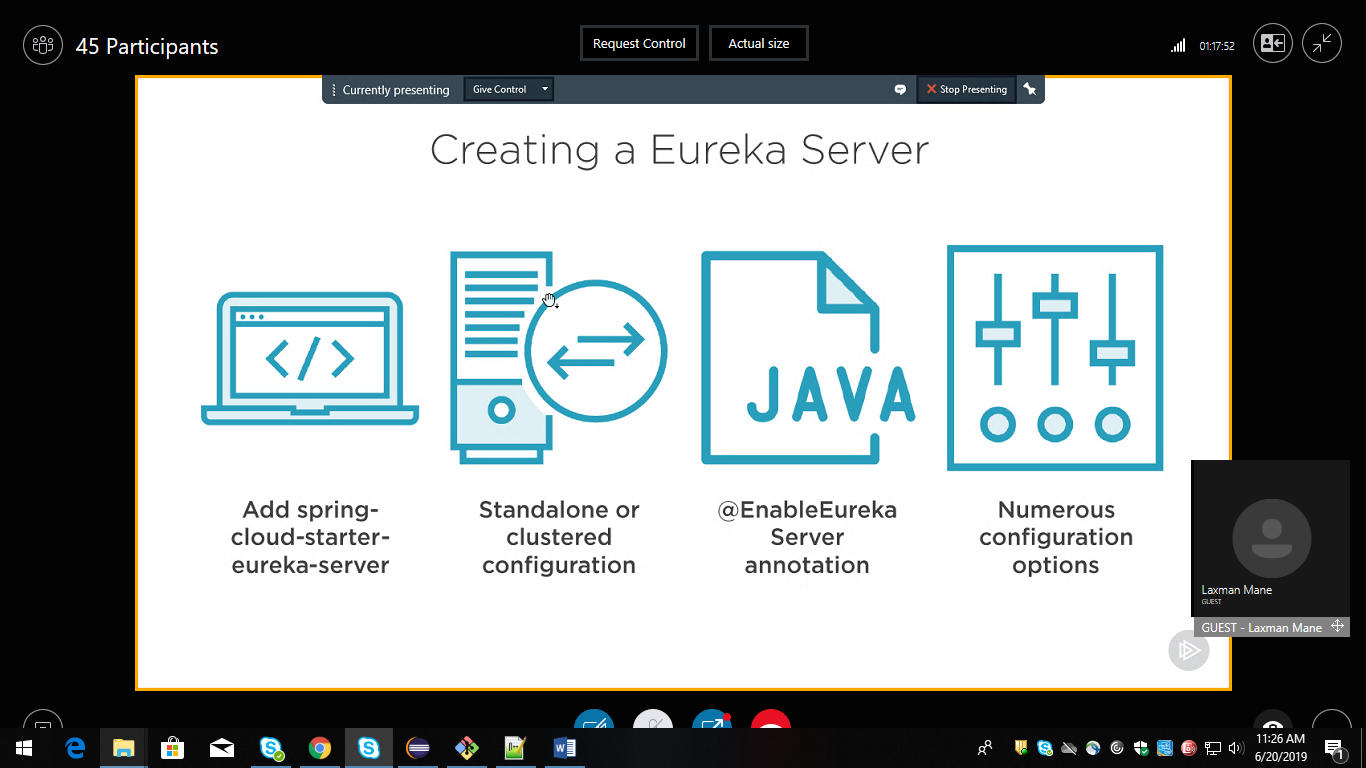 45 Participants
Request Control
Actual size
01:17:52
Currently presenting
Give Control
Stop Presenting
Creating a Eureka Server
</>
JAVA
Add spring-
cloud-starter-
eureka-server
Standalone or
clustered
configuration
@EnableEureka
Server
annotation
Numerous
configuration
options
Laxman Mane
GUEST
GUEST - Laxman Mane
11:26 AM
6/20/2019
1